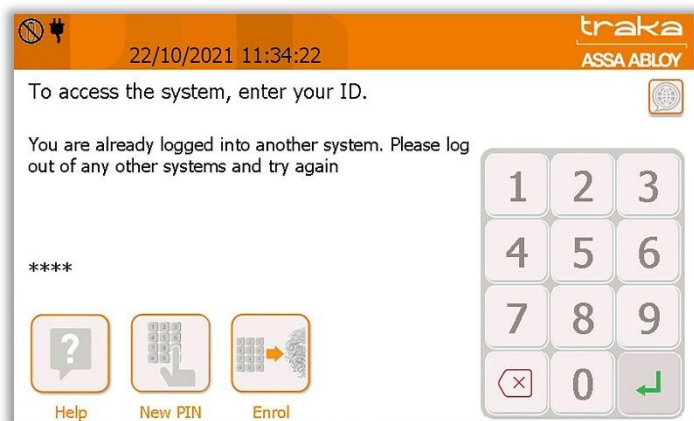 traka
22/10/2021 11:34:22
ASSA ABLOY
To access the system, enter your ID.
You are already logged into another system. Please log
out of any other systems and try again
1 2 3
4 5 6
****
7 8 9
?
0
Help New PIN Enrol